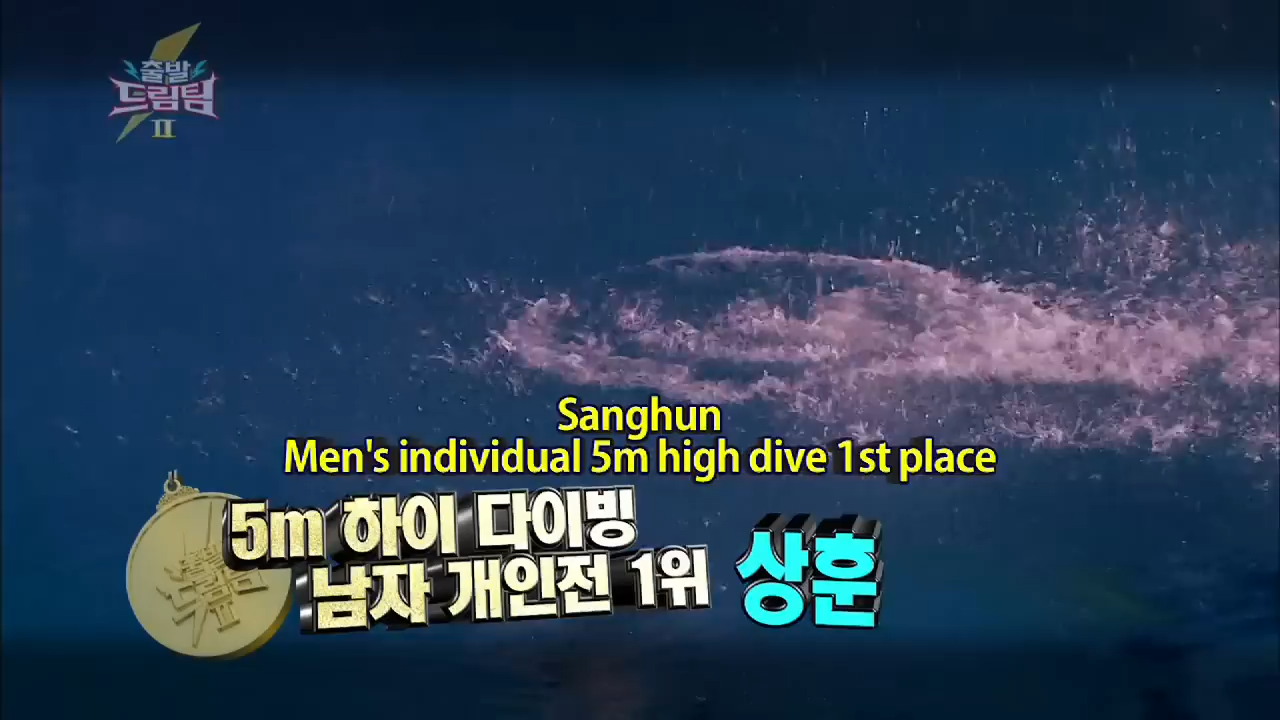 출발
드림팀
II
Sanghun
Men's individual 5m high dive 1st place
5m 하이 다이빙
남자 개인전 1위
상훈